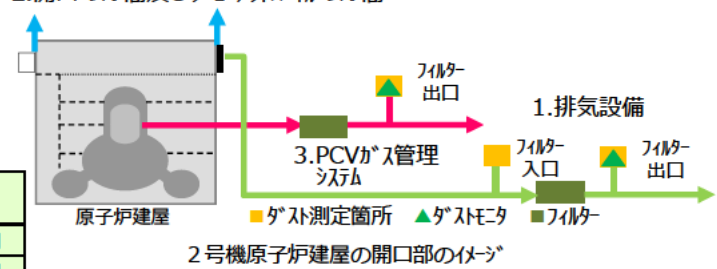 フィルター
出口
1.排気設備
フィルター
入口
フィルター
出口
3.PCVガス管理
システム
原子炉建屋
ダスト測定箇所
ダストモニタ
フィルター
2号機原子炉建屋の開口部のイメージ